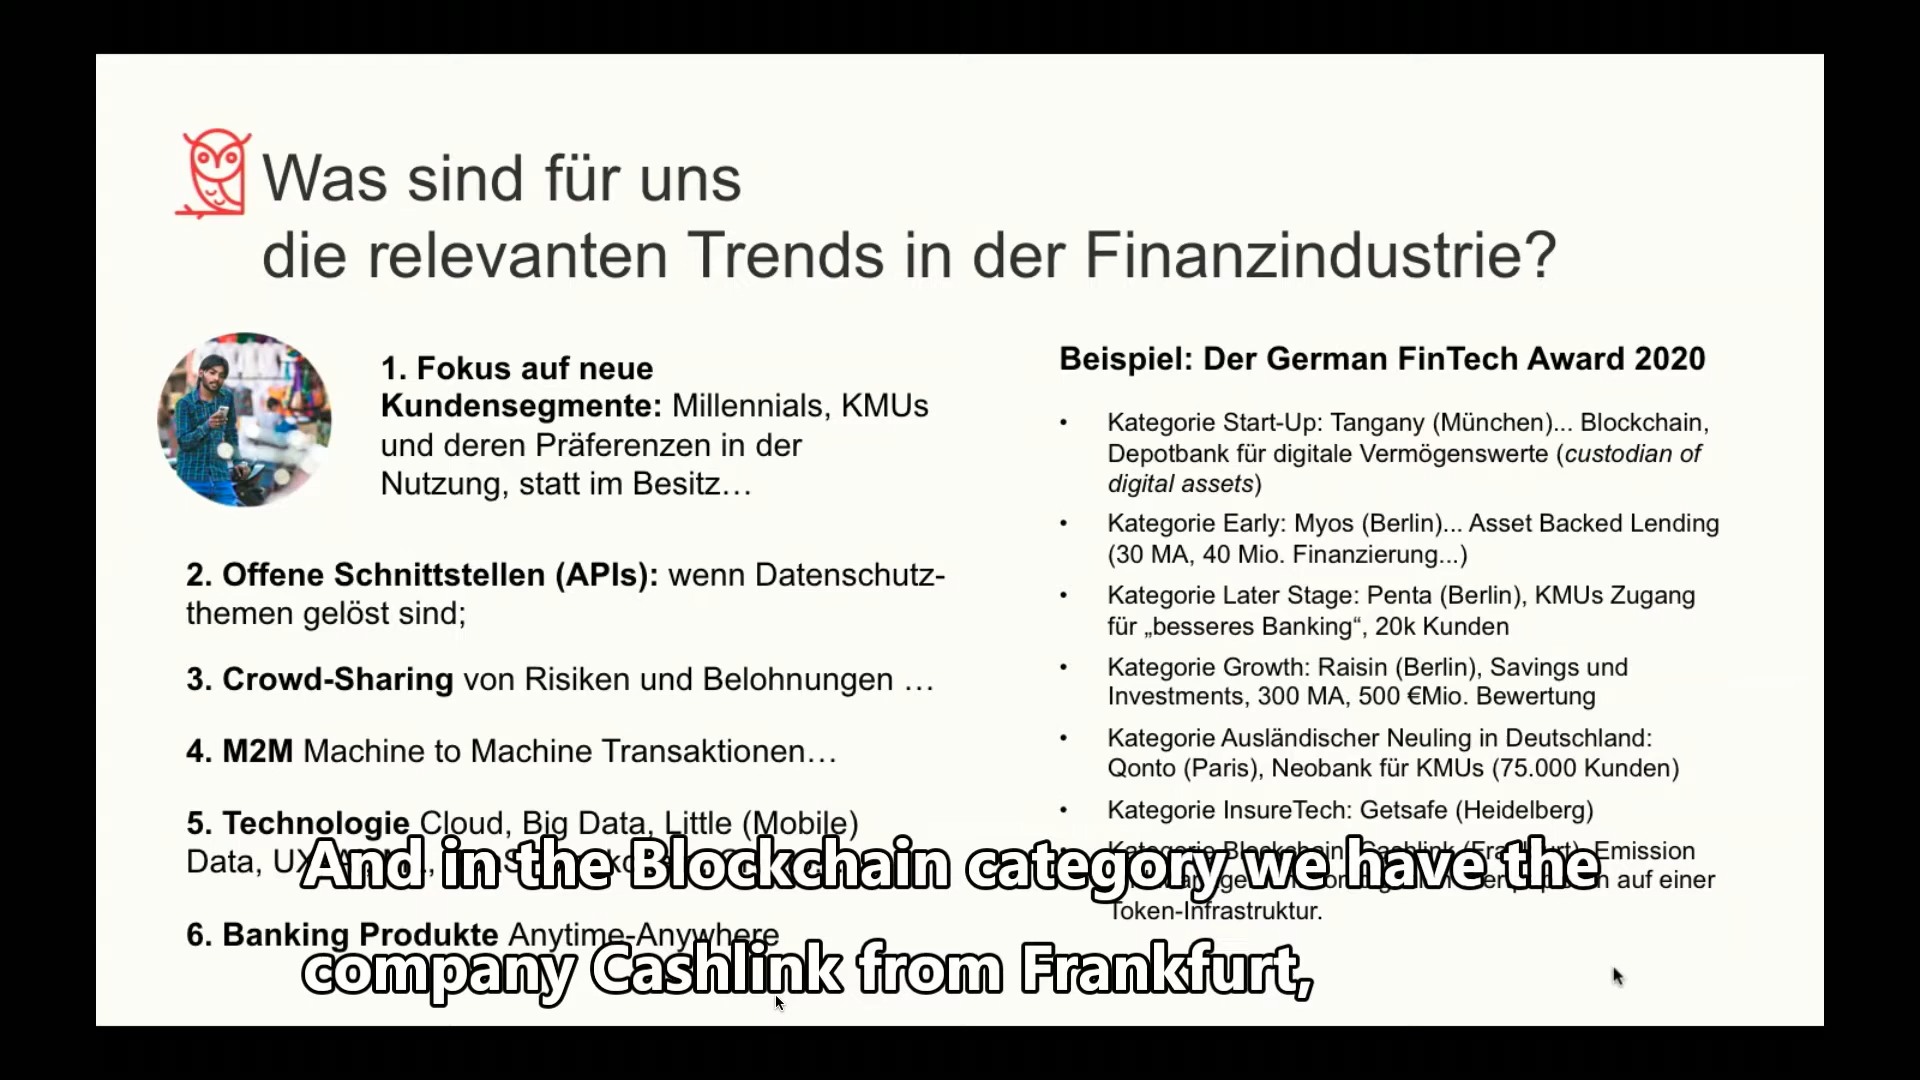 Was sind für uns
die relevanten Trends in der Finanzindustrie?
1. Fokus auf neue
Kundensegmente: Millennials, KMUs
und deren Präferenzen in der
Nutzung, statt im Besitz…
2. Offene Schnittstellen (APIs): wenn Datenschutz-
themen gelöst sind;
3. Crowd-Sharing von Risiken und Belohnungen …
4. M2M Machine to Machine Transaktionen…
5. Technologie Cloud, Big Data, Little (Mobile)
Data,
6. Banking Produkte Anytime-Anywhere
Beispiel: Der German FinTech Award 2020
• Kategorie Start-Up: Tangany (München)... Blockchain,
Depotbank für digitale Vermögenswerte (custodian of
digital assets)
• Kategorie Early: Myos (Berlin)... Asset Backed Lending
(30 MA, 40 Mio. Finanzierung...)
• Kategorie Later Stage: Penta (Berlin), KMUs Zugang
für „besseres Banking“, 20k Kunden
• Kategorie Growth: Raisin (Berlin), Savings und
Investments, 300 MA, 500 €Mio. Bewertung
• Kategorie Ausländischer Neuling in Deutschland:
Qonto (Paris), Neobank für KMUs (75.000 Kunden)
• Kategorie InsureTech: Getsafe (Heidelberg)
• Kategorie Blockchain: Cashlink (Frankfurt), Emission
auf einer
Token-Infrastruktur.
And in the Blockchain category we have the
company Cashlink from Frankfurt,